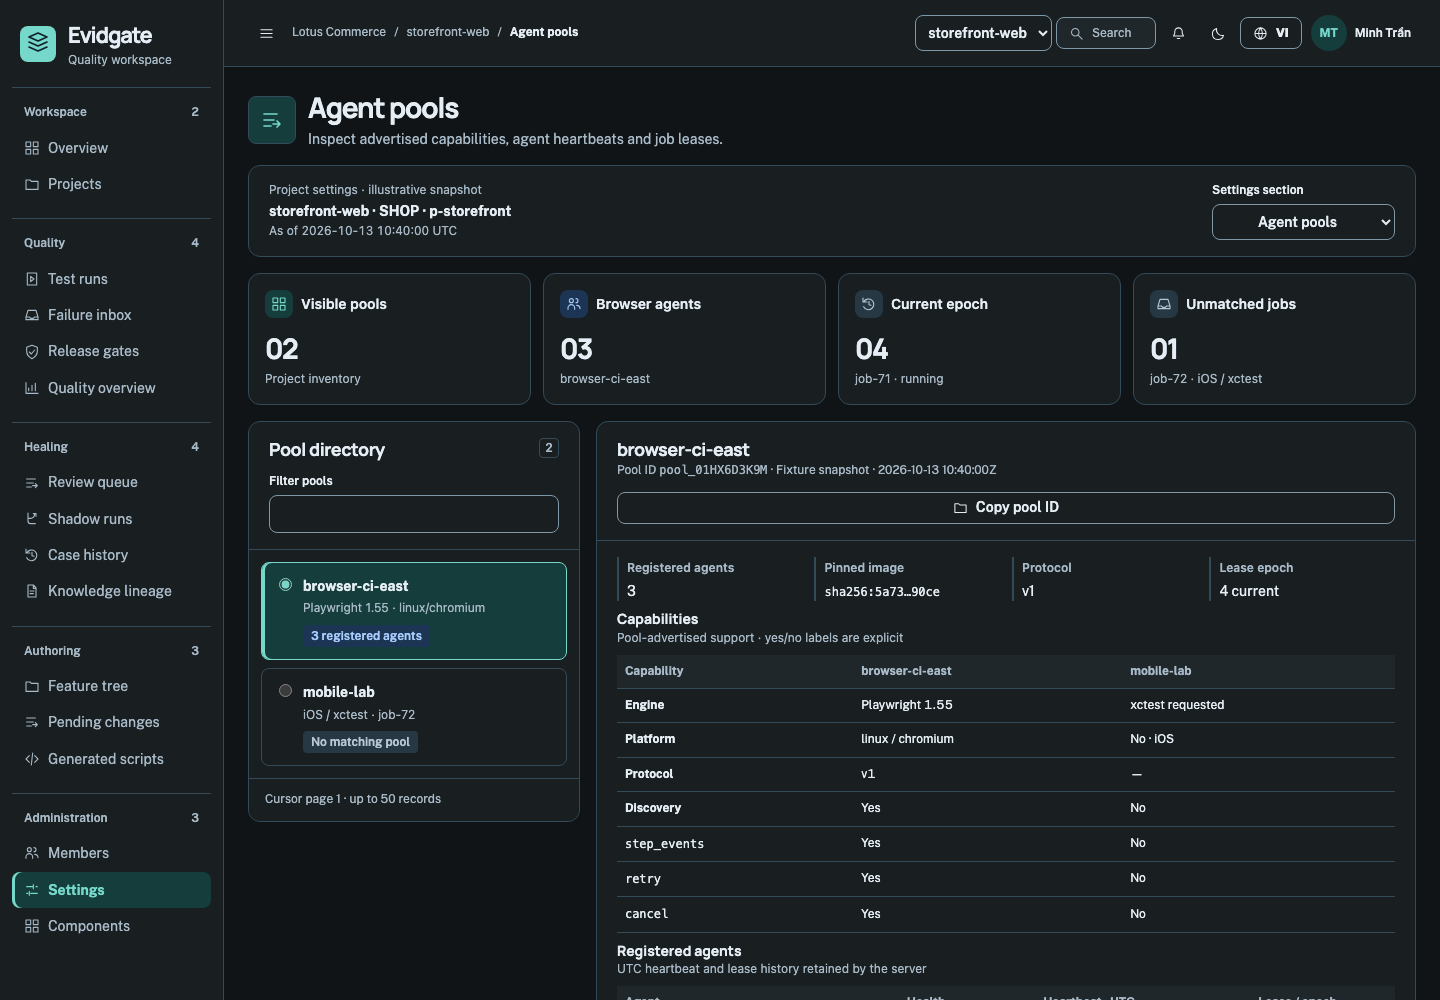 Evidgate
Quality workspace
Workspace 2
Overview
Projects
Quality 4
Test runs
Failure inbox
Release gates
Quality overview
Healing 4
Review queue
Shadow runs
Case history
Knowledge lineage
Authoring 3
Feature tree
Pending changes
Generated scripts
Administration 3
Members
Settings
Components
Lotus Commerce / storefront-web / Agent pools
storefront-web
Search
VI
MT
Minh Trần
Agent pools
Inspect advertised capabilities, agent heartbeats and job leases.
Project settings · illustrative snapshot
storefront-web · SHOP · p-storefront
As of 2026-10-13 10:40:00 UTC
Settings section
Agent pools
Visible pools
02
Project inventory
Browser agents
03
browser-ci-east
Current epoch
04
job-71 · running
Unmatched jobs
01
job-72 · iOS / xctest
Pool directory 2
Filter pools
browser-ci-east
Playwright 1.55 · linux/chromium
3 registered agents
mobile-lab
iOS / xctest · job-72
No matching pool
Cursor page 1 · up to 50 records
browser-ci-east
Pool ID pool_01HX6D3K9M · Fixture snapshot · 2026-10-13 10:40:00Z
Copy pool ID
Registered agents
3
Pinned image
sha256:5a73…90ce
Protocol
v1
Lease epoch
4 current
Capabilities
Pool-advertised support · yes/no labels are explicit
Capability browser-ci-east mobile-lab
Engine Playwright 1.55 xctest requested
Platform linux / chromium No · iOS
Protocol v1 —
Discovery Yes No
step_events Yes No
retry Yes No
cancel Yes No
Registered agents
UTC heartbeat and lease history retained by the server
Agent Health Heartbeat · UTC Lease / epoch